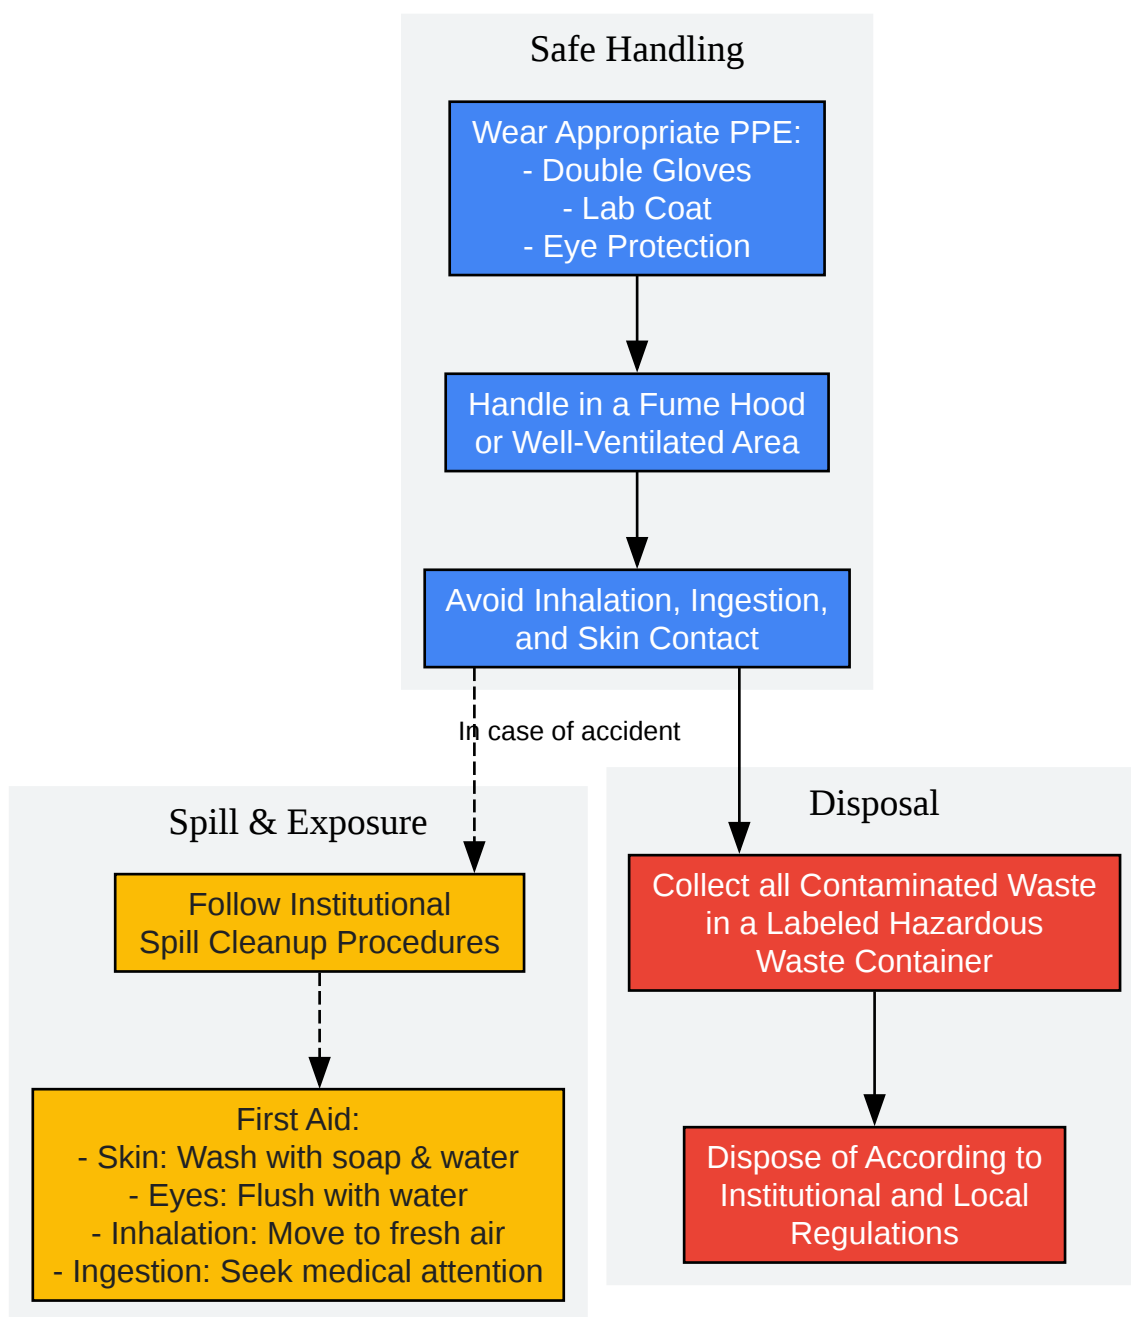 Safe Handling
Wear Appropriate PPE:
- Double Gloves
- Lab Coat
- Eye Protection
Handle in a Fume Hood
or Well-Ventilated Area
Avoid Inhalation, Ingestion,
and Skin Contact
In case of accident
Spill & Exposure
Follow Institutional
Spill Cleanup Procedures
First Aid:
- Skin: Wash with soap & water
- Eyes: Flush with water
- Inhalation: Move to fresh air
- Ingestion: Seek medical attention
Disposal
Collect all Contaminated Waste
in a Labeled Hazardous
Waste Container
Dispose of According to
Institutional and Local
Regulations